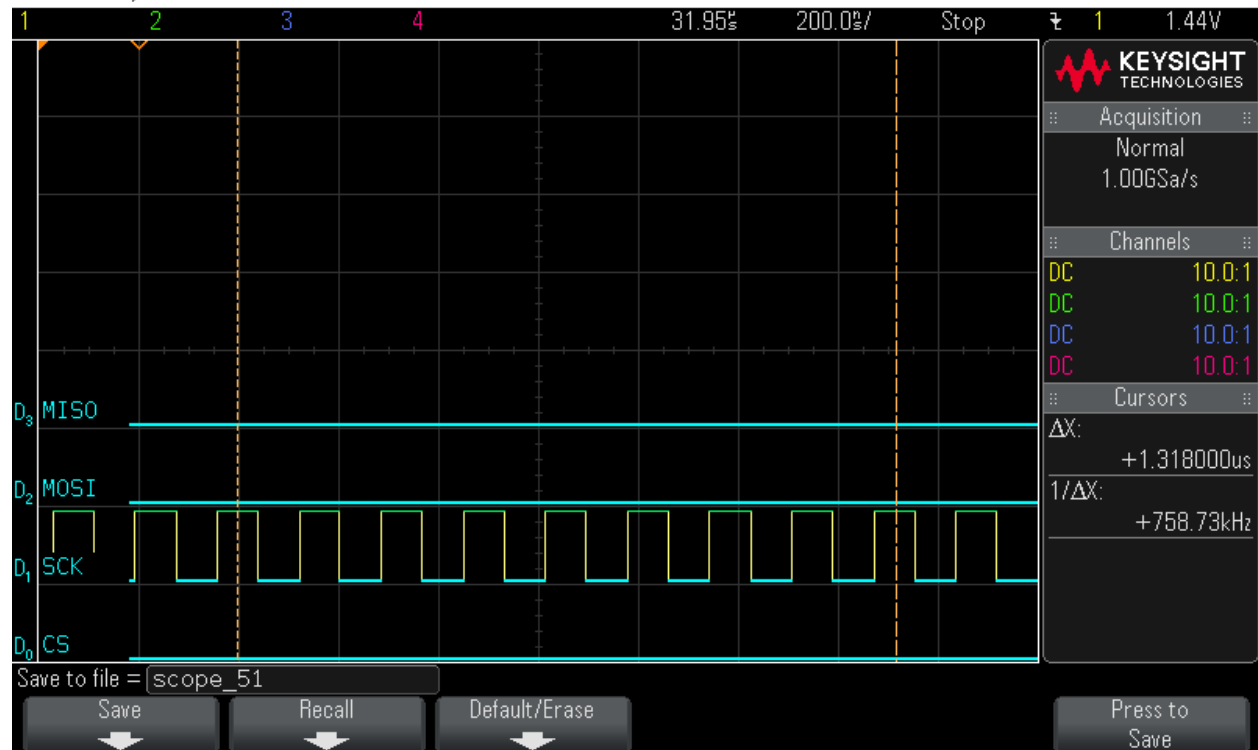 1 2 3 4 31.95µs 200.0ns/ Stop 1 1.44V
KEYSIGHT
TECHNOLOGIES
Acquisition
Normal
1.00GSa/s
Channels
DC 10.0:1
DC 10.0:1
DC 10.0:1
DC 10.0:1
Cursors
ΔX:
+1.318000us
1/ΔX:
+758.73kHz
D3 MISO
D2 MOSI
D1 SCK
D0 CS
Save to file = scope_51
Save Recall Default/Erase Press to
Save